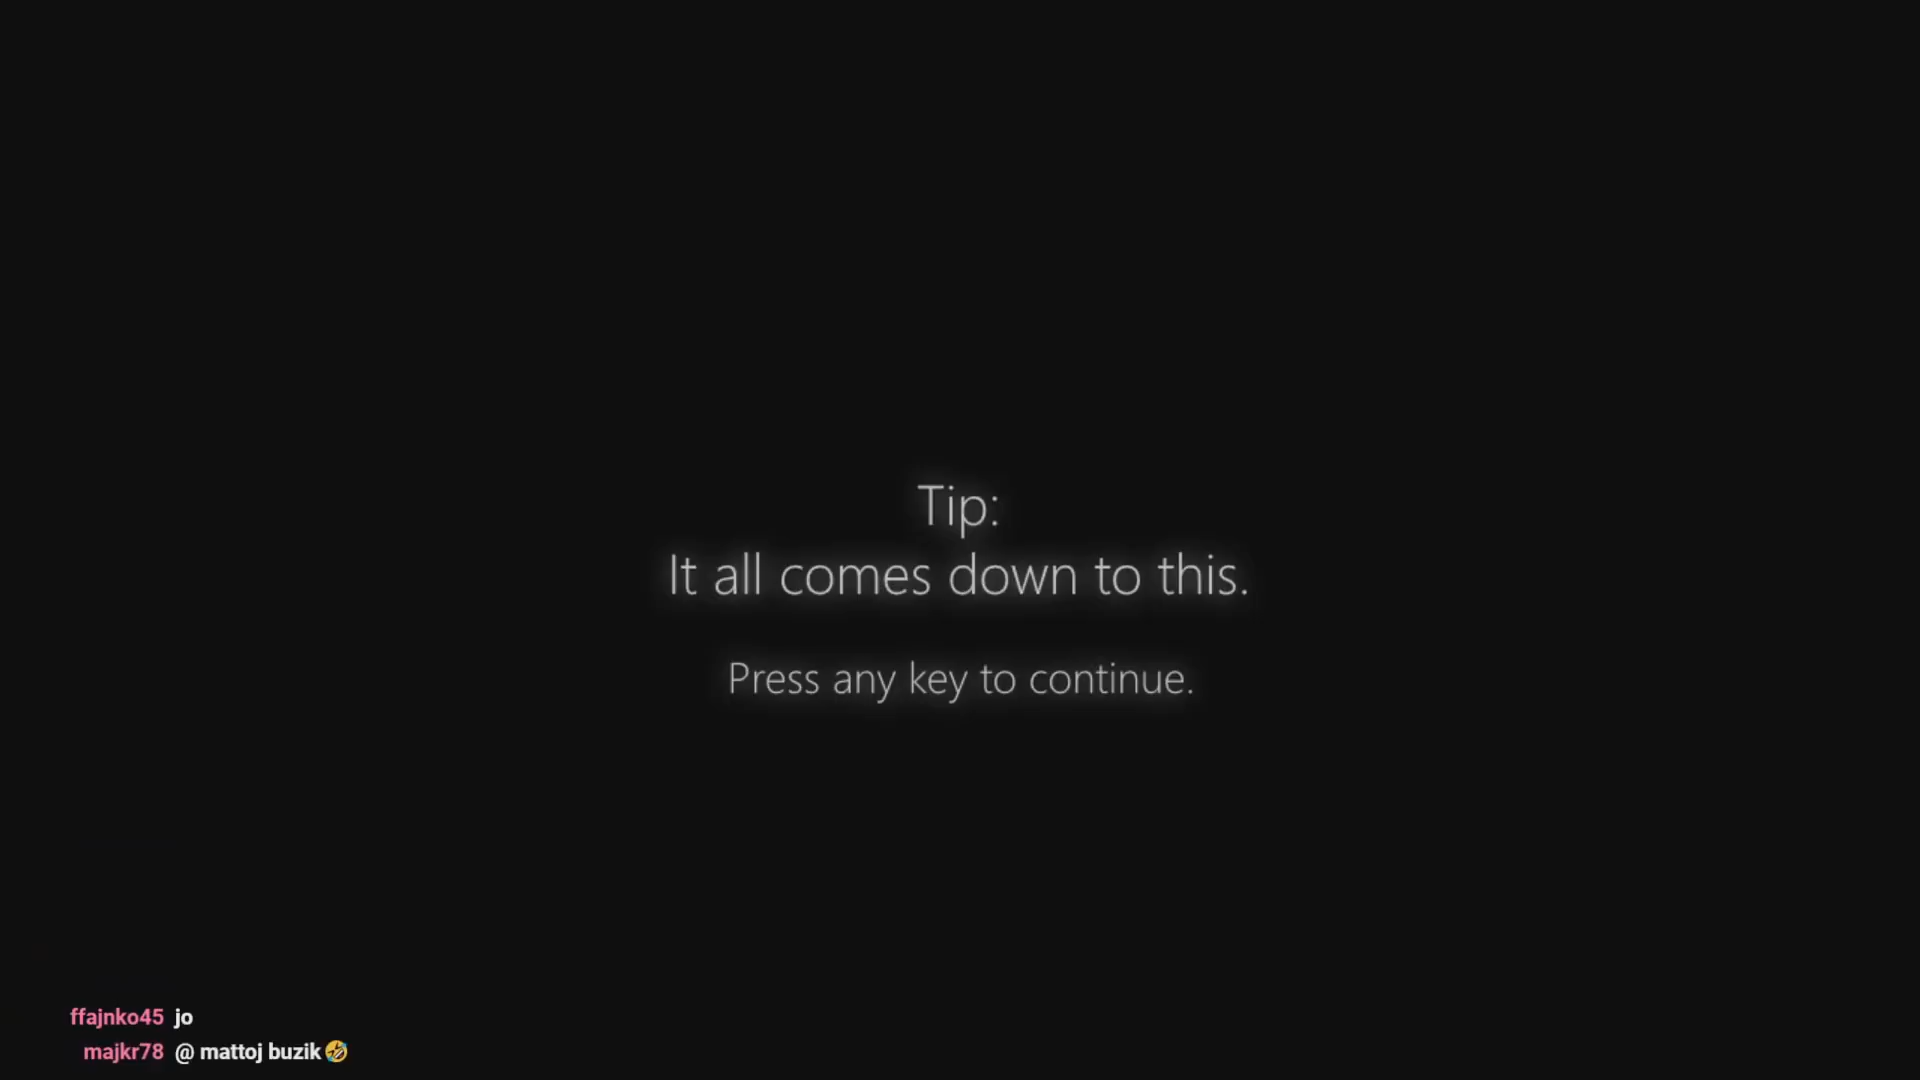 Tip:
It all comes down to this.
Press any key to continue.
ffajnko45 jo
majkr78 @ mattoj buzik🤣